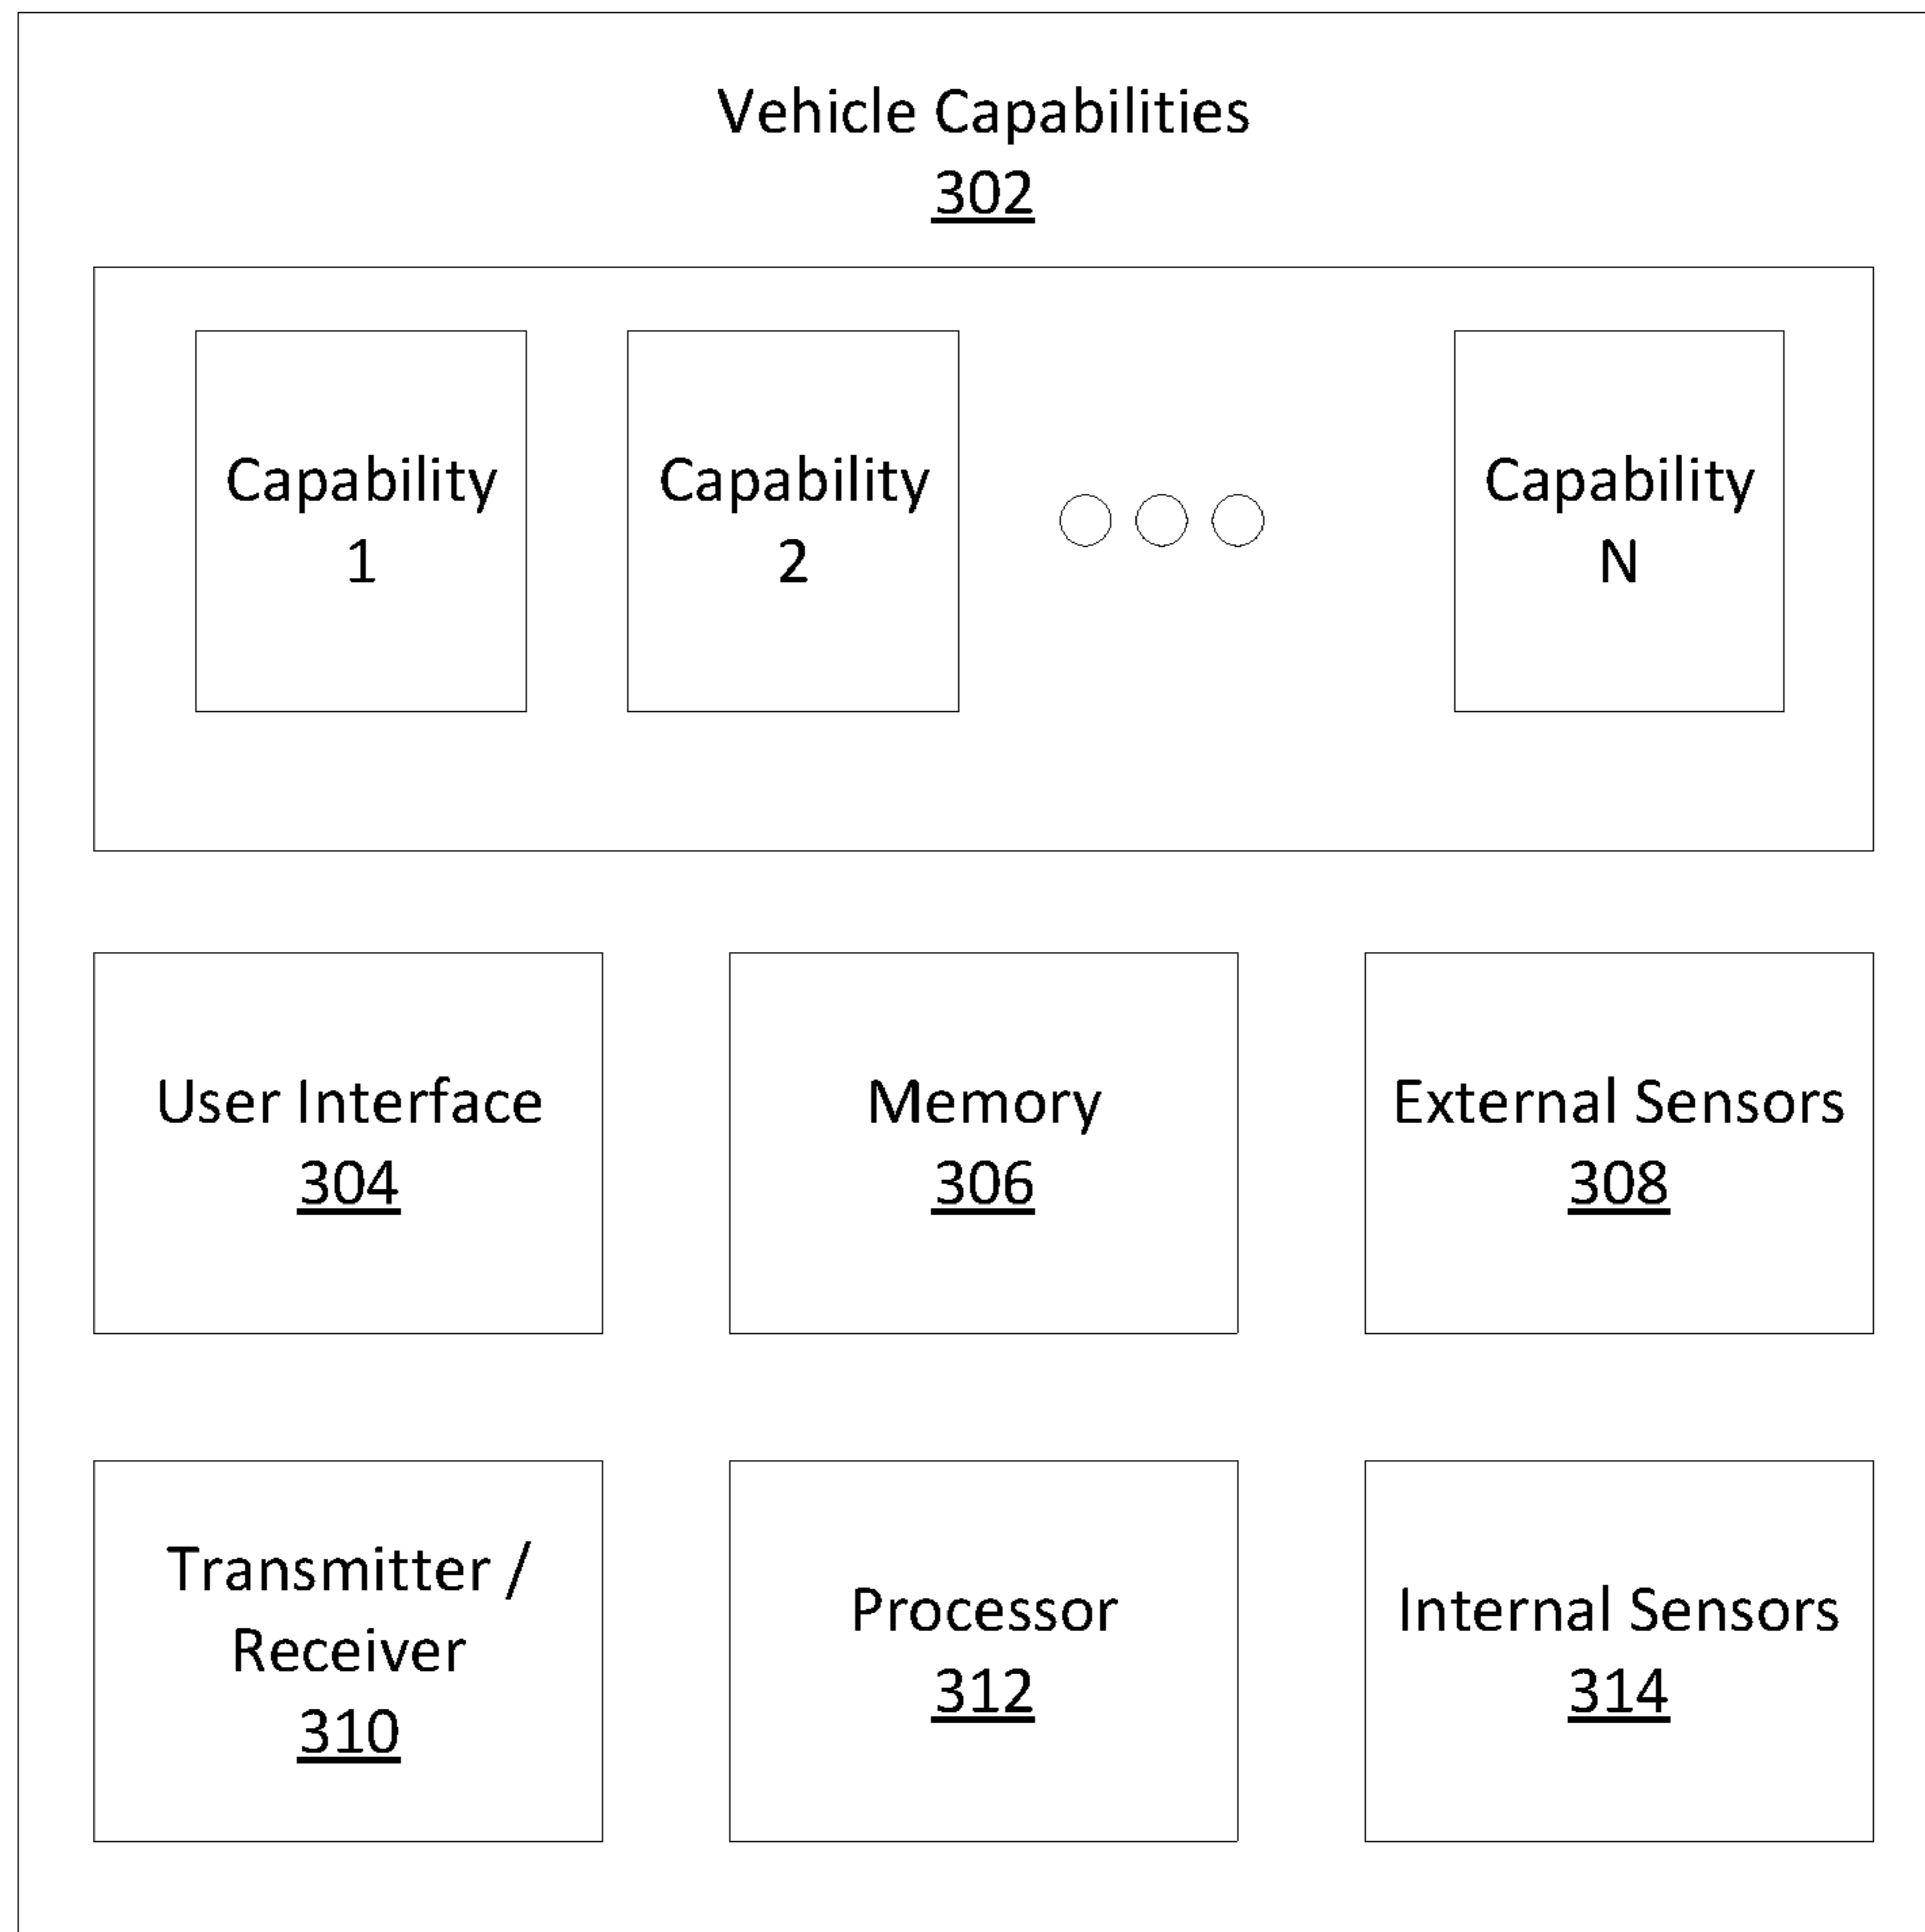 Vehicle Capabilities
302
Capability
1
Capability
2
Capability
N
User Interface
304
Memory
306
External Sensors
308
Transmitter /
Receiver
310
Processor
312
Internal Sensors
314